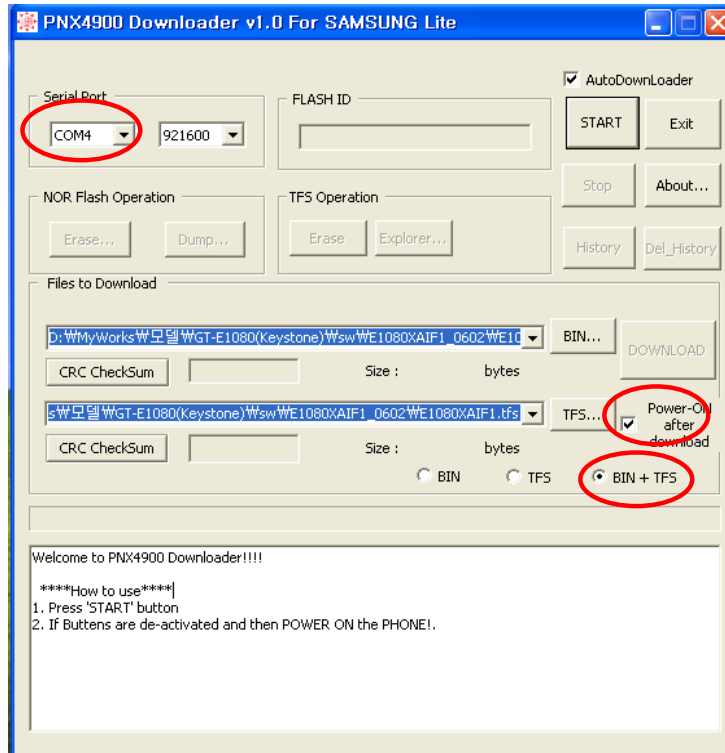 PNX4900 Downloader v1.0 For SAMSUNG Lite
AutoDownLoader
Serial Port
FLASH ID
COM4
921600
START
Exit
NOR Flash Operation
TFS Operation
Stop
About...
Erase...
Dump...
Erase
Explorer...
History
Del_History
Files to Download
D:₩MyWorks₩모델₩GT-E1080(Keystone)₩sw₩E1080XAIF1_0602₩E10
BIN...
DOWNLOAD
CRC CheckSum
Size :
bytes
s₩모델₩GT-E1080(Keystone)₩sw₩E1080XAIF1_0602₩E1080XAIF1.tfs
TFS...
Power-ON
after
download
CRC CheckSum
Size :
bytes
BIN
TFS
BIN + TFS
Welcome to PNX4900 Downloader!!!!
****How to use****
1. Press 'START' button
2. If Buttens are de-activated and then POWER ON the PHONE!.